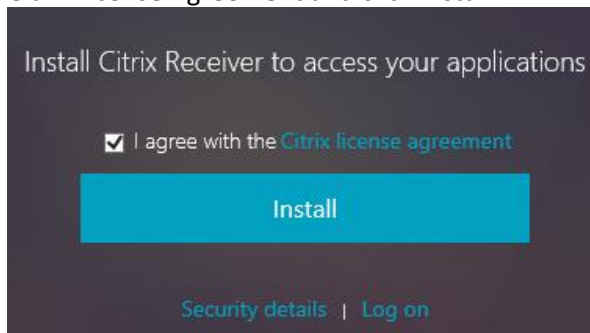 Install Citrix Receiver to access your applications
I agree with the Citrix license agreement
Install
Security details | Log on